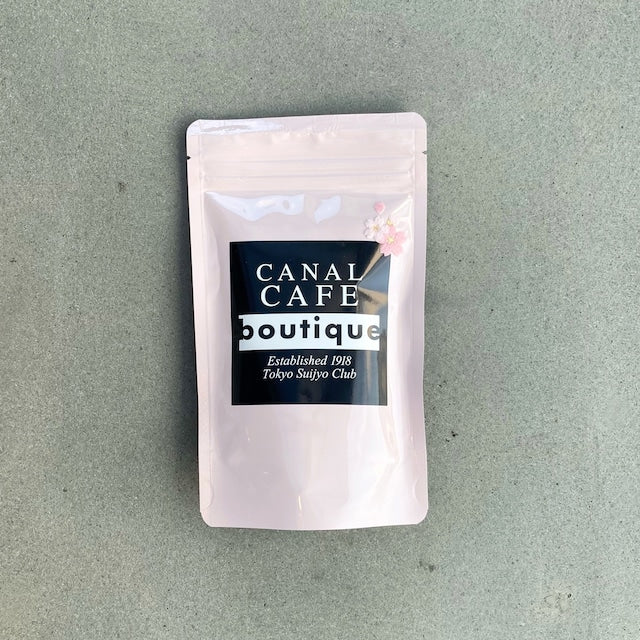 CANAL
CAFE
boutique
Established 1918
Tokyo Suijyo Club